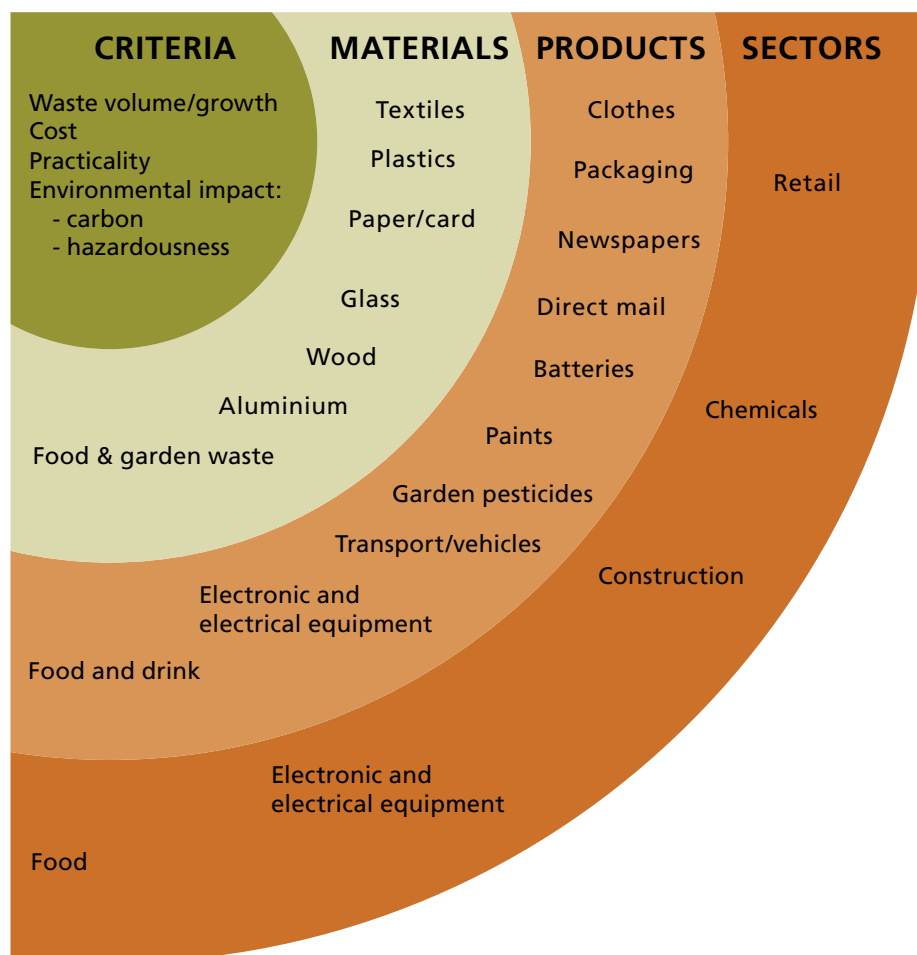 CRITERIA
Waste volume/growth
Cost
Practicality
Environmental impact:
- carbon
- hazardousness
MATERIALS
Textiles
Plastics
Paper/card
Glass
Wood
Aluminium
Food & garden waste
PRODUCTS
Clothes
Packaging
Newspapers
Direct mail
Batteries
Paints
Garden pesticides
Transport/vehicles
Electronic and
electrical equipment
Food and drink
SECTORS
Retail
Chemicals
Construction
Electronic and
electrical equipment
Food